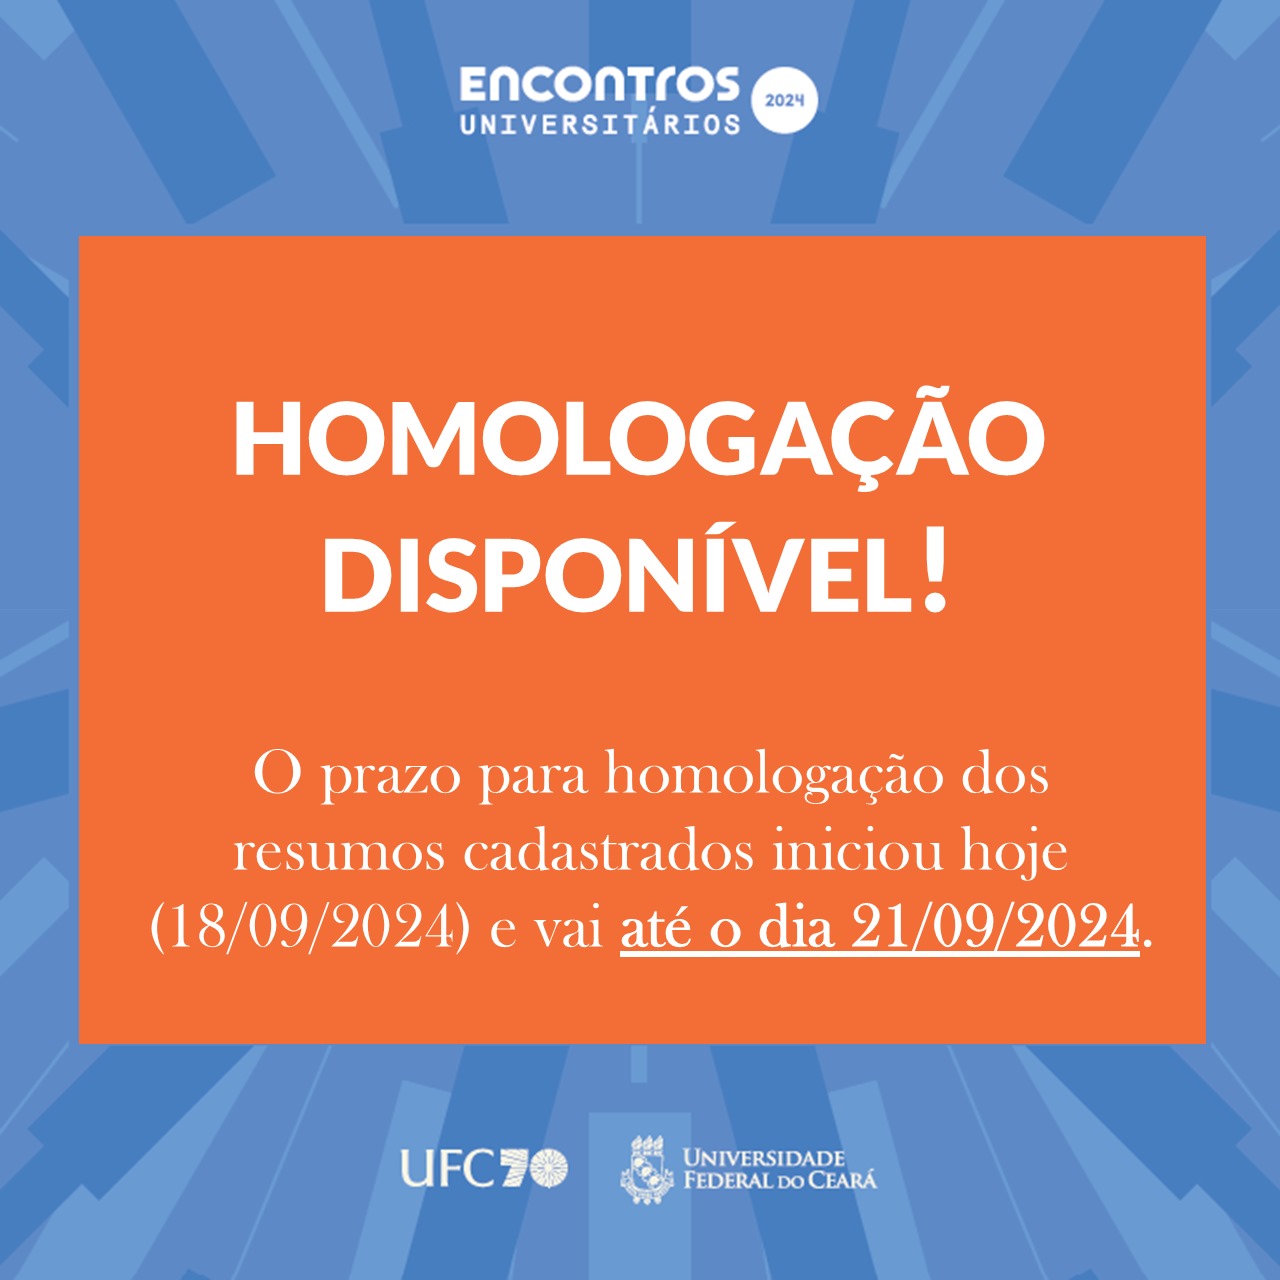 ENCONTROS
UNIVERSITÁRIOS
2024
HOMOLOGAÇÃO
DISPONÍVEL!
O prazo para homologação dos
resumos cadastrados iniciou hoje
(18/09/2024) e vai até o dia 21/09/2024.
UFC70
UNIVERSIDADE
FEDERAL DO CEARÁ